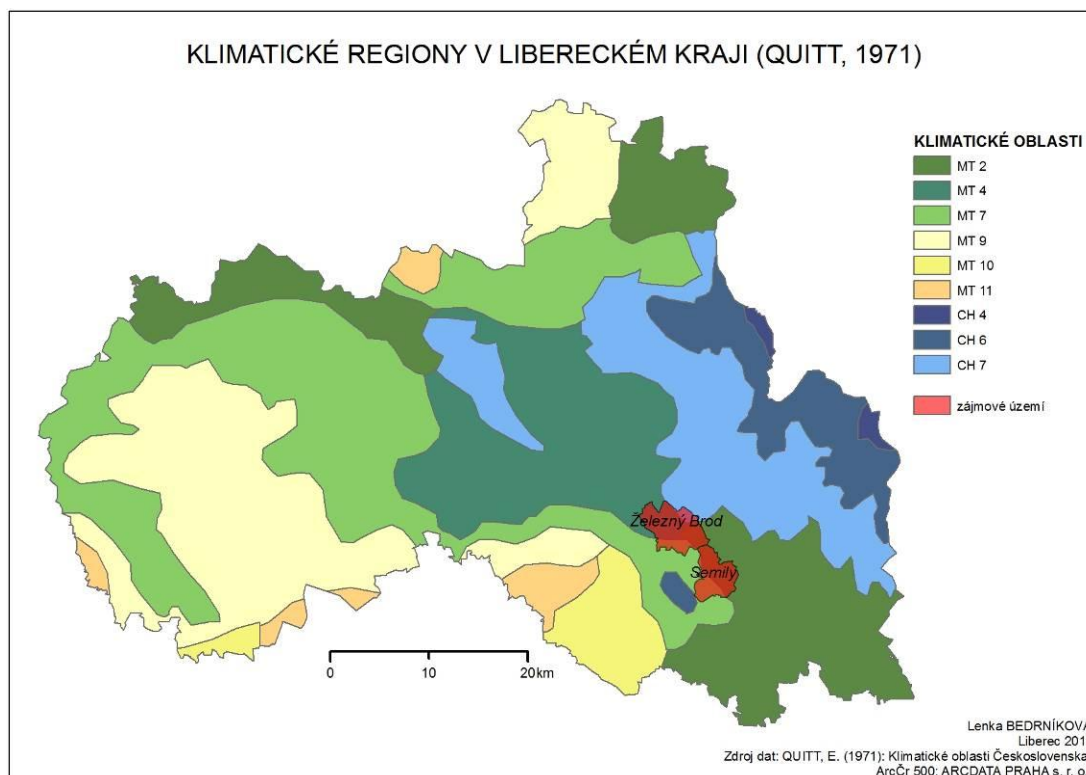 KLIMATICKÉ REGIONY V LIBERECKÉM KRAJI (QUITT, 1971)
KLIMATICKÉ OBLASTI
MT 2
MT 4
MT 7
MT 9
MT 10
MT 11
CH 4
CH 6
CH 7
zájmové území
Železný Brod
Semily
0 10 20km
Lenka BEDRNÍKOVÁ
Liberec 201
Zdroj dat: QUITT, E. (1971): Klimatické oblasti Československa
ArcČr 500: ARCDATA PRAHA s. r. o.